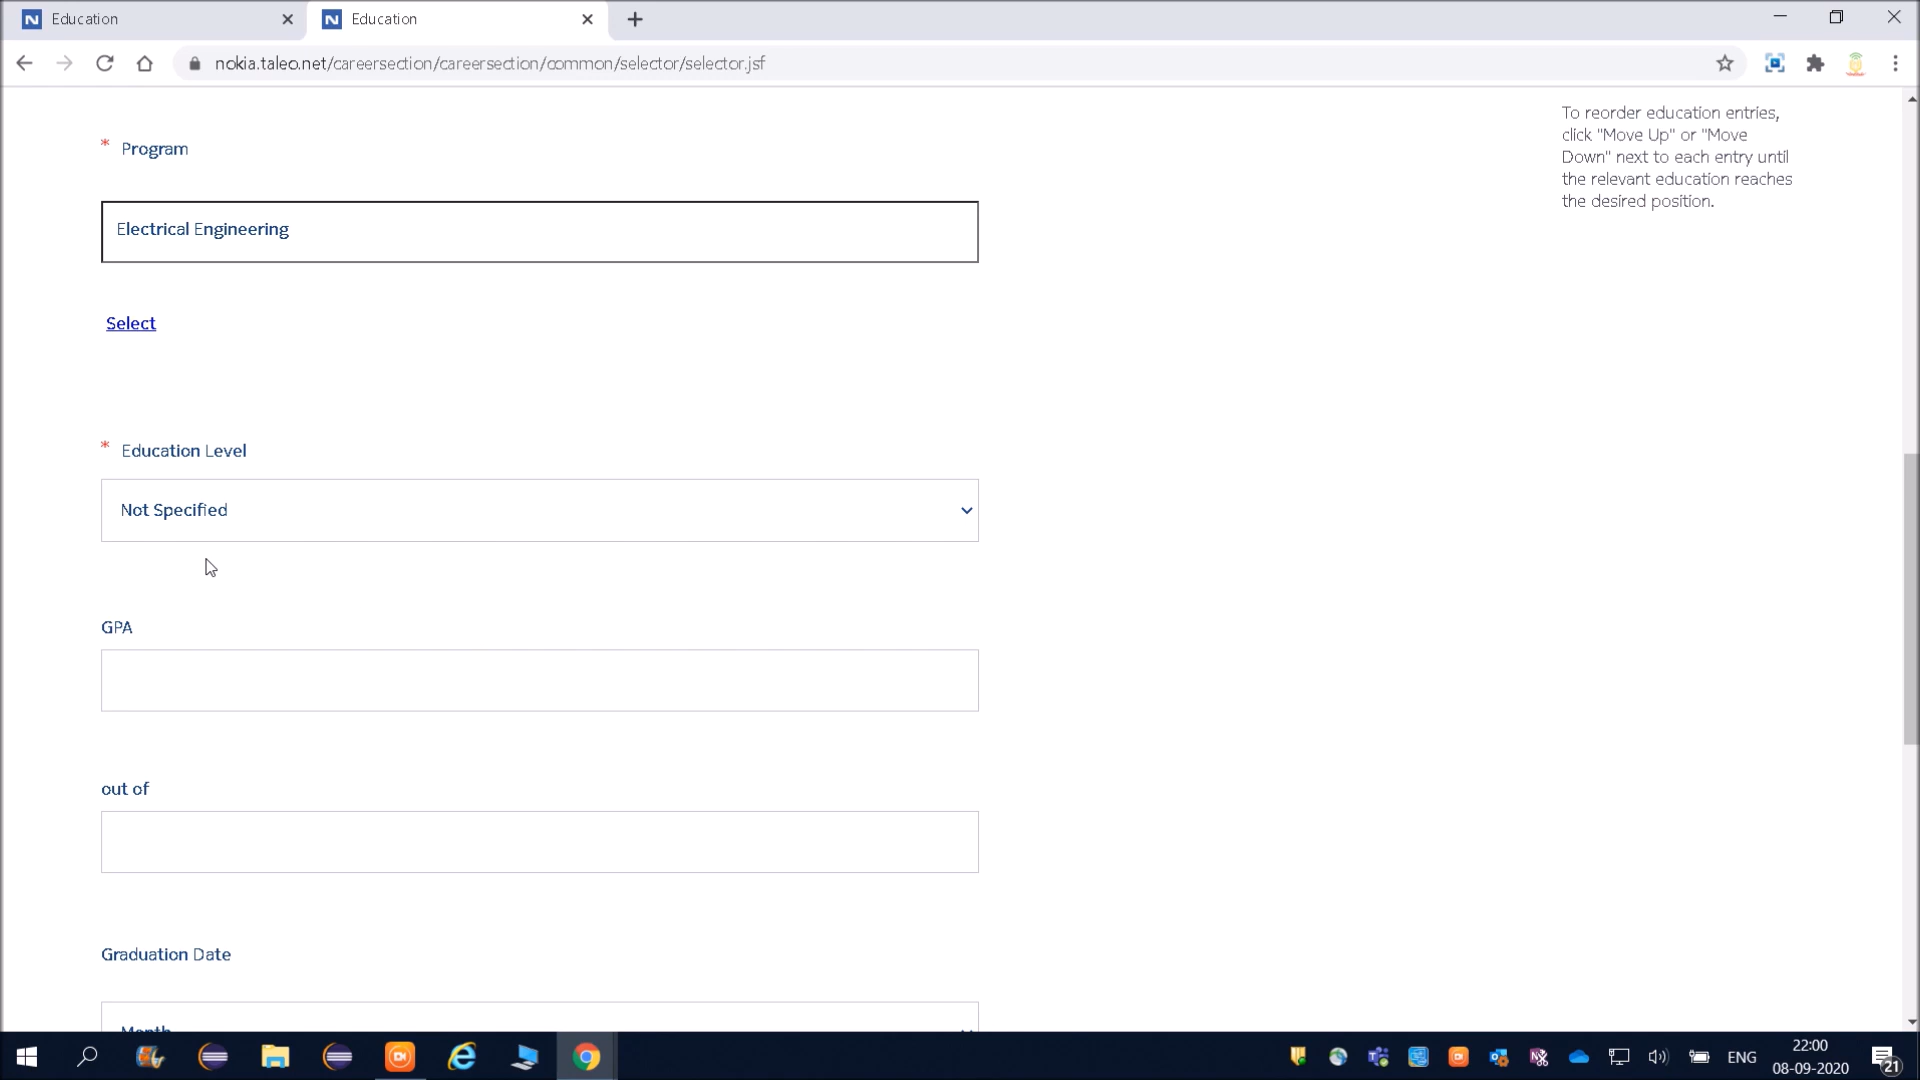 Education
Education
nokia.taleo.net/careersection/careersection/common/selector/selector.jsf
To reorder education entries,
click "Move Up" or "Move
Down" next to each entry until
the relevant education reaches
the desired position.
* Program
Electrical Engineering
Select
* Education Level
Not Specified
GPA
out of
Graduation Date
Month
ENG
22:00
08-09-2020
21